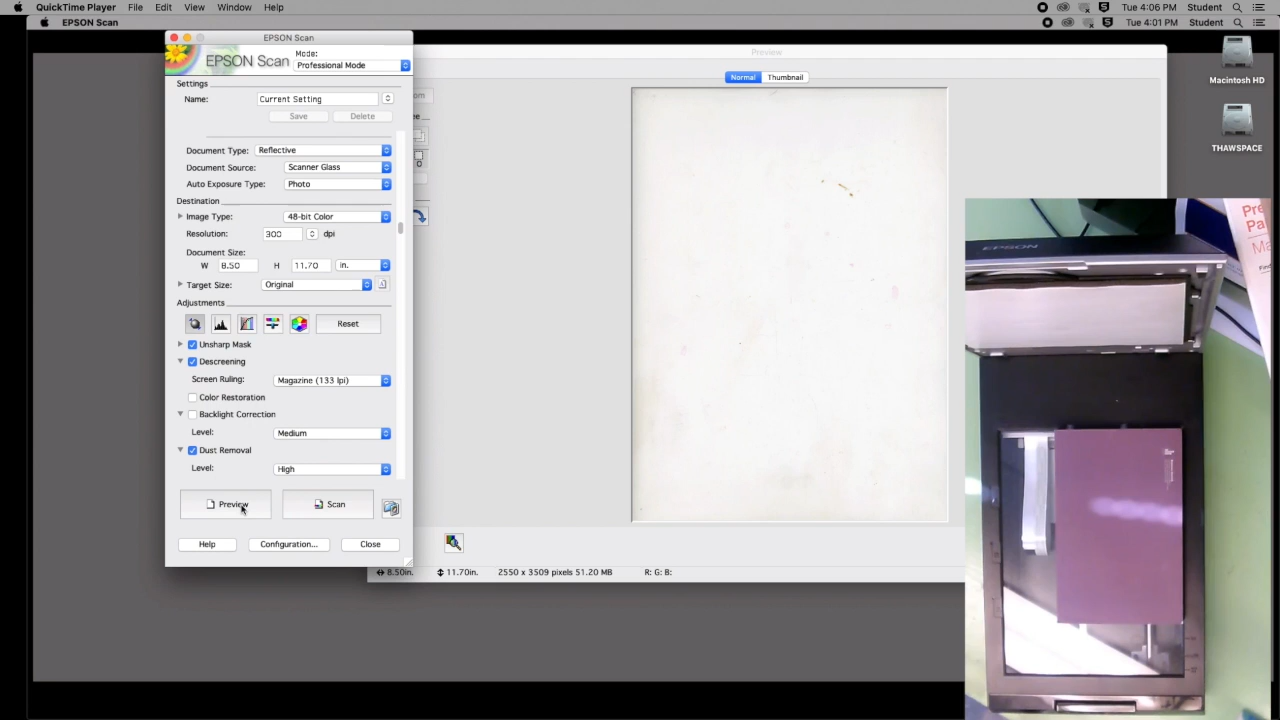 QuickTime Player File Edit View Window Help Tue 4:06 PM Student
EPSON Scan Tue 4:01 PM Student
EPSON Scan
EPSON Scan
Mode:
Professional Mode
Settings
Name: Current Setting
Save Delete
Document Type: Reflective
Document Source: Scanner Glass
Auto Exposure Type: Photo
Destination
Image Type: 48-bit Color
Resolution: 300 dpi
Document Size:
W 8.50 H 11.70 in.
Target Size: Original
Adjustments
Reset
Unsharp Mask
Descreening
Screen Ruling: Magazine (133 lpi)
Color Restoration
Backlight Correction
Level: Medium
Dust Removal
Level: High
Preview Scan
Help Configuration... Close
Preview
Normal Thumbnail
0
8.50in. 11.70in. 2550 x 3509 pixels 51.20 MB R: G: B:
Macintosh HD
THAWSPACE
EPSON
Pre
Pa
Ma